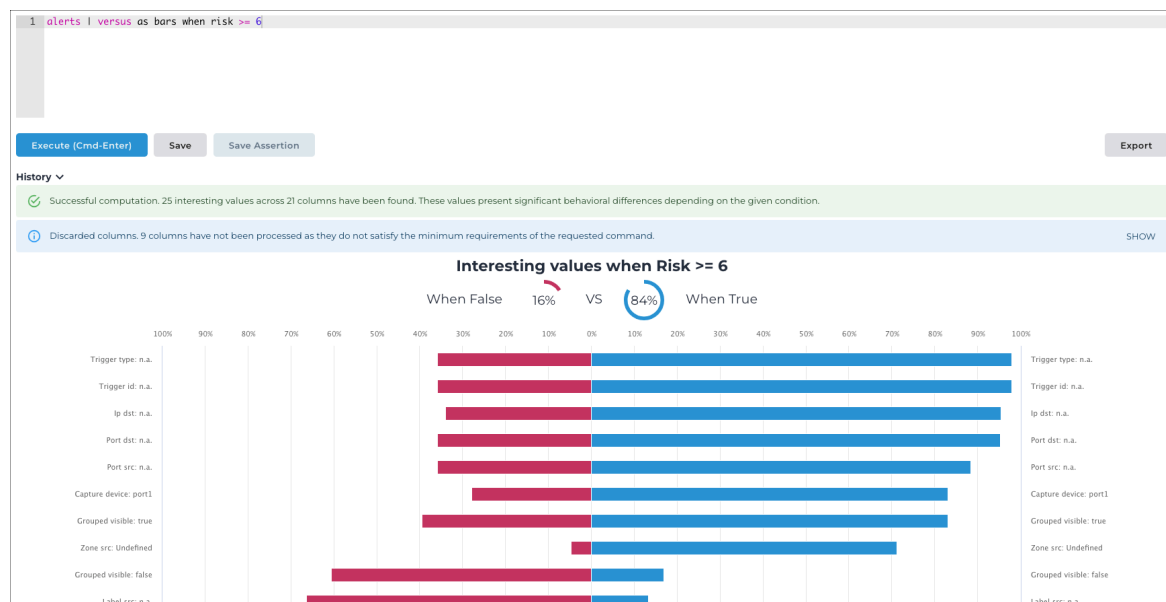 1 alerts | versus as bars when risk >= 6
Execute (Cmd-Enter) Save Save Assertion Export
History
Successful computation. 25 interesting values across 21 columns have been found. These values present significant behavioral differences depending on the given condition.
Discarded columns. 9 columns have not been processed as they do not satisfy the minimum requirements of the requested command. SHOW
Interesting values when Risk >= 6
When False 16% VS 84% When True
100% 90% 80% 70% 60% 50% 40% 30% 20% 10% 0% 10% 20% 30% 40% 50% 60% 70% 80% 90% 100%
Trigger type: n.a. Trigger type: n.a.
Trigger id: n.a. Trigger id: n.a.
Ip dst: n.a. Ip dst: n.a.
Port dst: n.a. Port dst: n.a.
Port src: n.a. Port src: n.a.
Capture device: port1 Capture device: port1
Grouped visible: true Grouped visible: true
Zone src: Undefined Zone src: Undefined
Grouped visible: false Grouped visible: false
Label src: n.a. Label src: n.a.